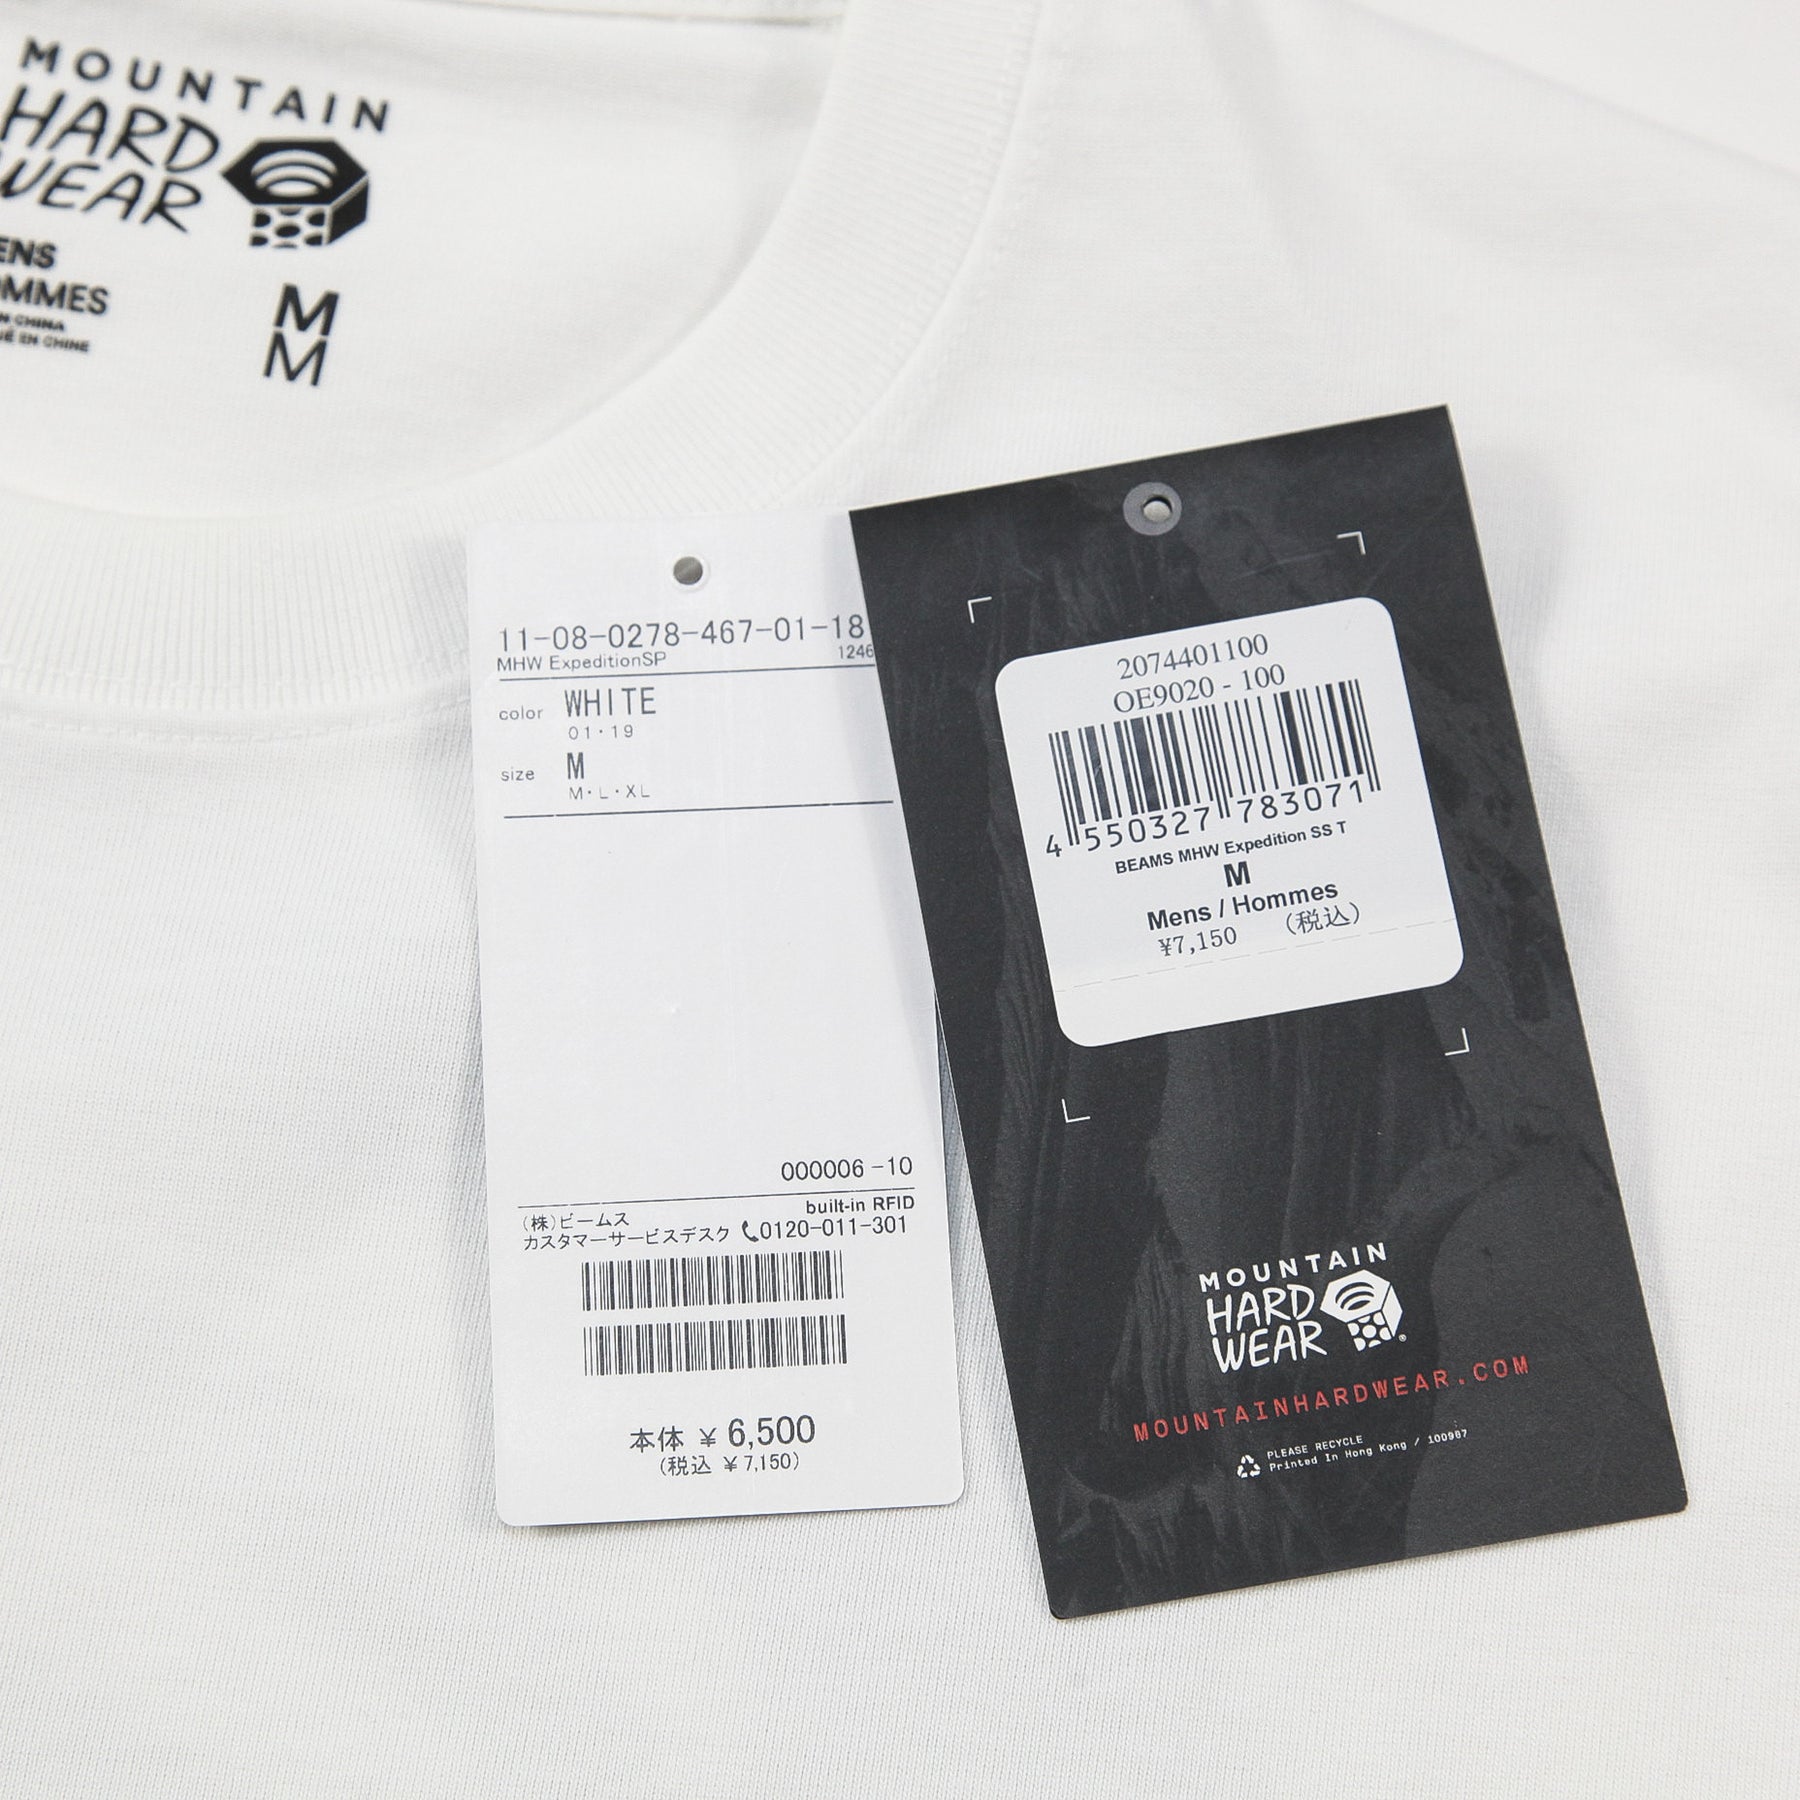 MOUNTAIN
HARD
WEAR
M
M
11-08-0278-467-01-18
MHW ExpeditionSP 1246
color WHITE
01・19
size M
M・L・XL
000006-10
built-in RFID
(株)ビームス
カスタマーサービスデスク 0120-011-301
本体 ¥ 6,500
(税込 ¥7,150)
2074401100
OE9020 - 100
4 550327 783071
BEAMS MHW Expedition SS T
M
Mens / Hommes
¥7,150 (税込)
MOUNTAIN
HARD
WEAR
MOUNTAINHARDWEAR.COM
PLEASE RECYCLE
Printed In Hong Kong / 100987